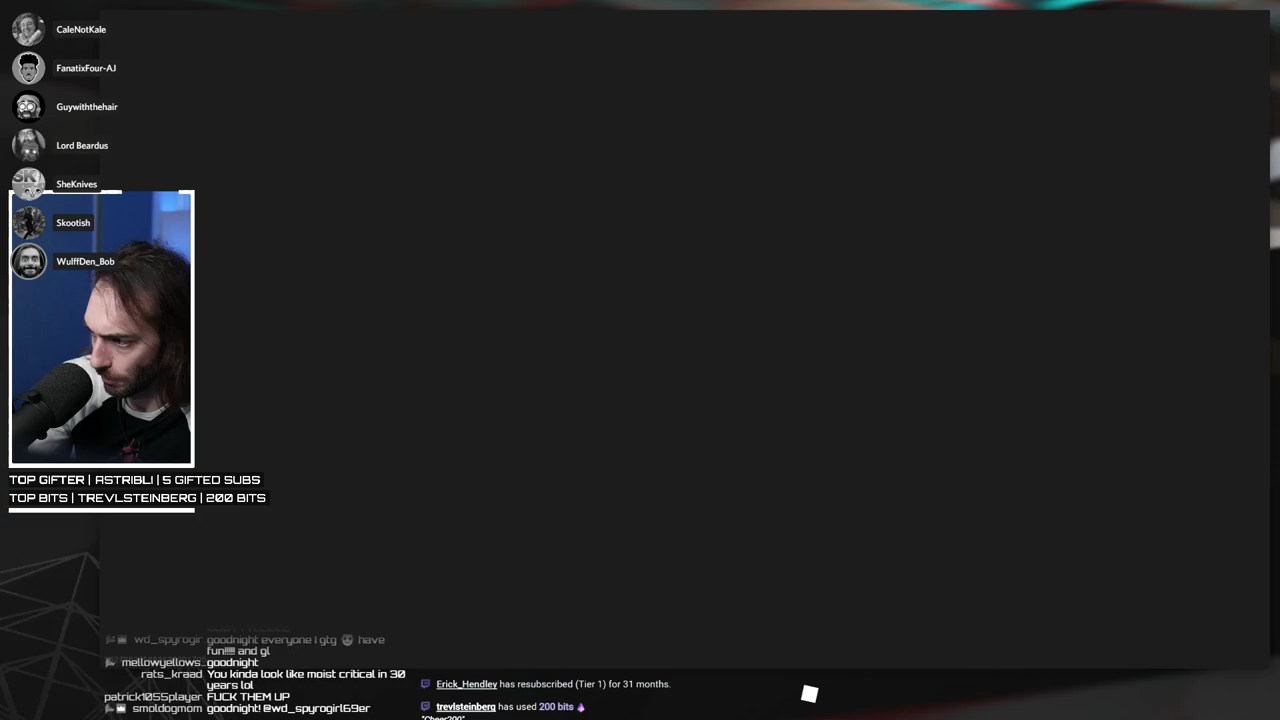 CaleNotKale
FanatixFour-AJ
Guywiththehair
Lord Beardus
SK
SheKnives
Skootish
WulffDen_Bob
TOP GIFTER | ASTRIBLI | 5 GIFTED SUBS
TOP BITS | TREVLSTEINBERG | 200 BITS
wd_spyrogir goodnight everyone I gtg have
fun!!!!! and gl
mellowyellows_ goodnight
rats_kraad You kinda look like moist critical in 30
years lol
patrick1055player FUCK THEM UP
smoldogmom goodnight! @wd_spyrogirl69er
Erick_Hendley has resubscribed (Tier 1) for 31 months.
trevlsteinberg has used 200 bits
"Cheer200"